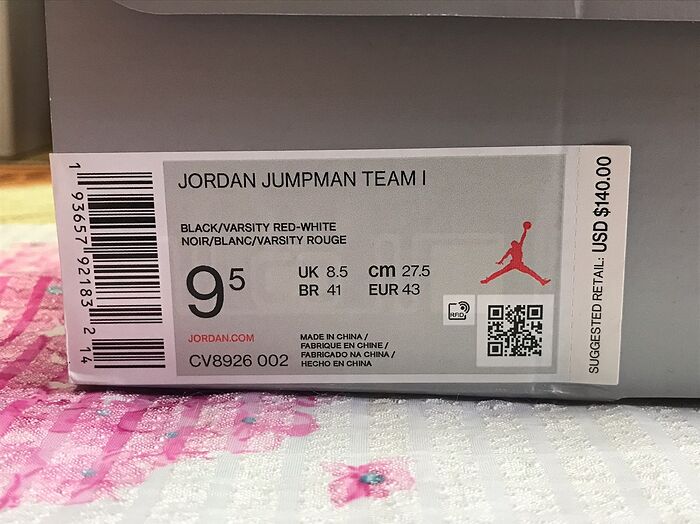 JORDAN JUMPMAN TEAM I
BLACK/VARSITY RED-WHITE
NOIR/BLANC/VARSITY ROUGE
9 5
UK 8.5 cm 27.5
BR 41 EUR 43
RFID
JORDAN.COM
CV8926 002
MADE IN CHINA /
FABRIQUE EN CHINE /
FABRICADO NA CHINA /
HECHO EN CHINA
1 93657 92183 2 14
SUGGESTED RETAIL: USD $140.00